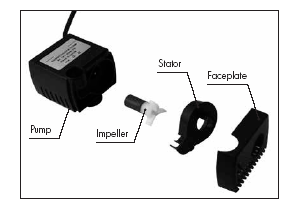 Stator
Faceplate
Pump
Impeller